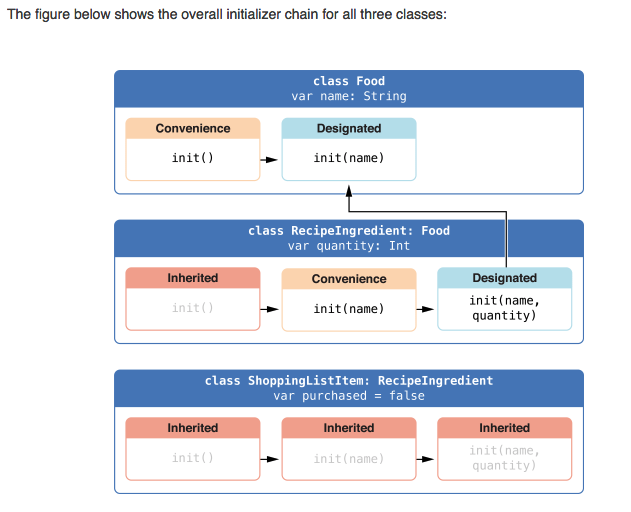 The figure below shows the overall initializer chain for all three classes:
class Food
var name: String
Convenience
init()
Designated
init(name)
class RecipeIngredient: Food
var quantity: Int
Inherited
init()
Convenience
init(name)
Designated
init(name,
quantity)
class ShoppingListItem: RecipeIngredient
var purchased = false
Inherited
init()
Inherited
init(name)
Inherited
init(name,
quantity)